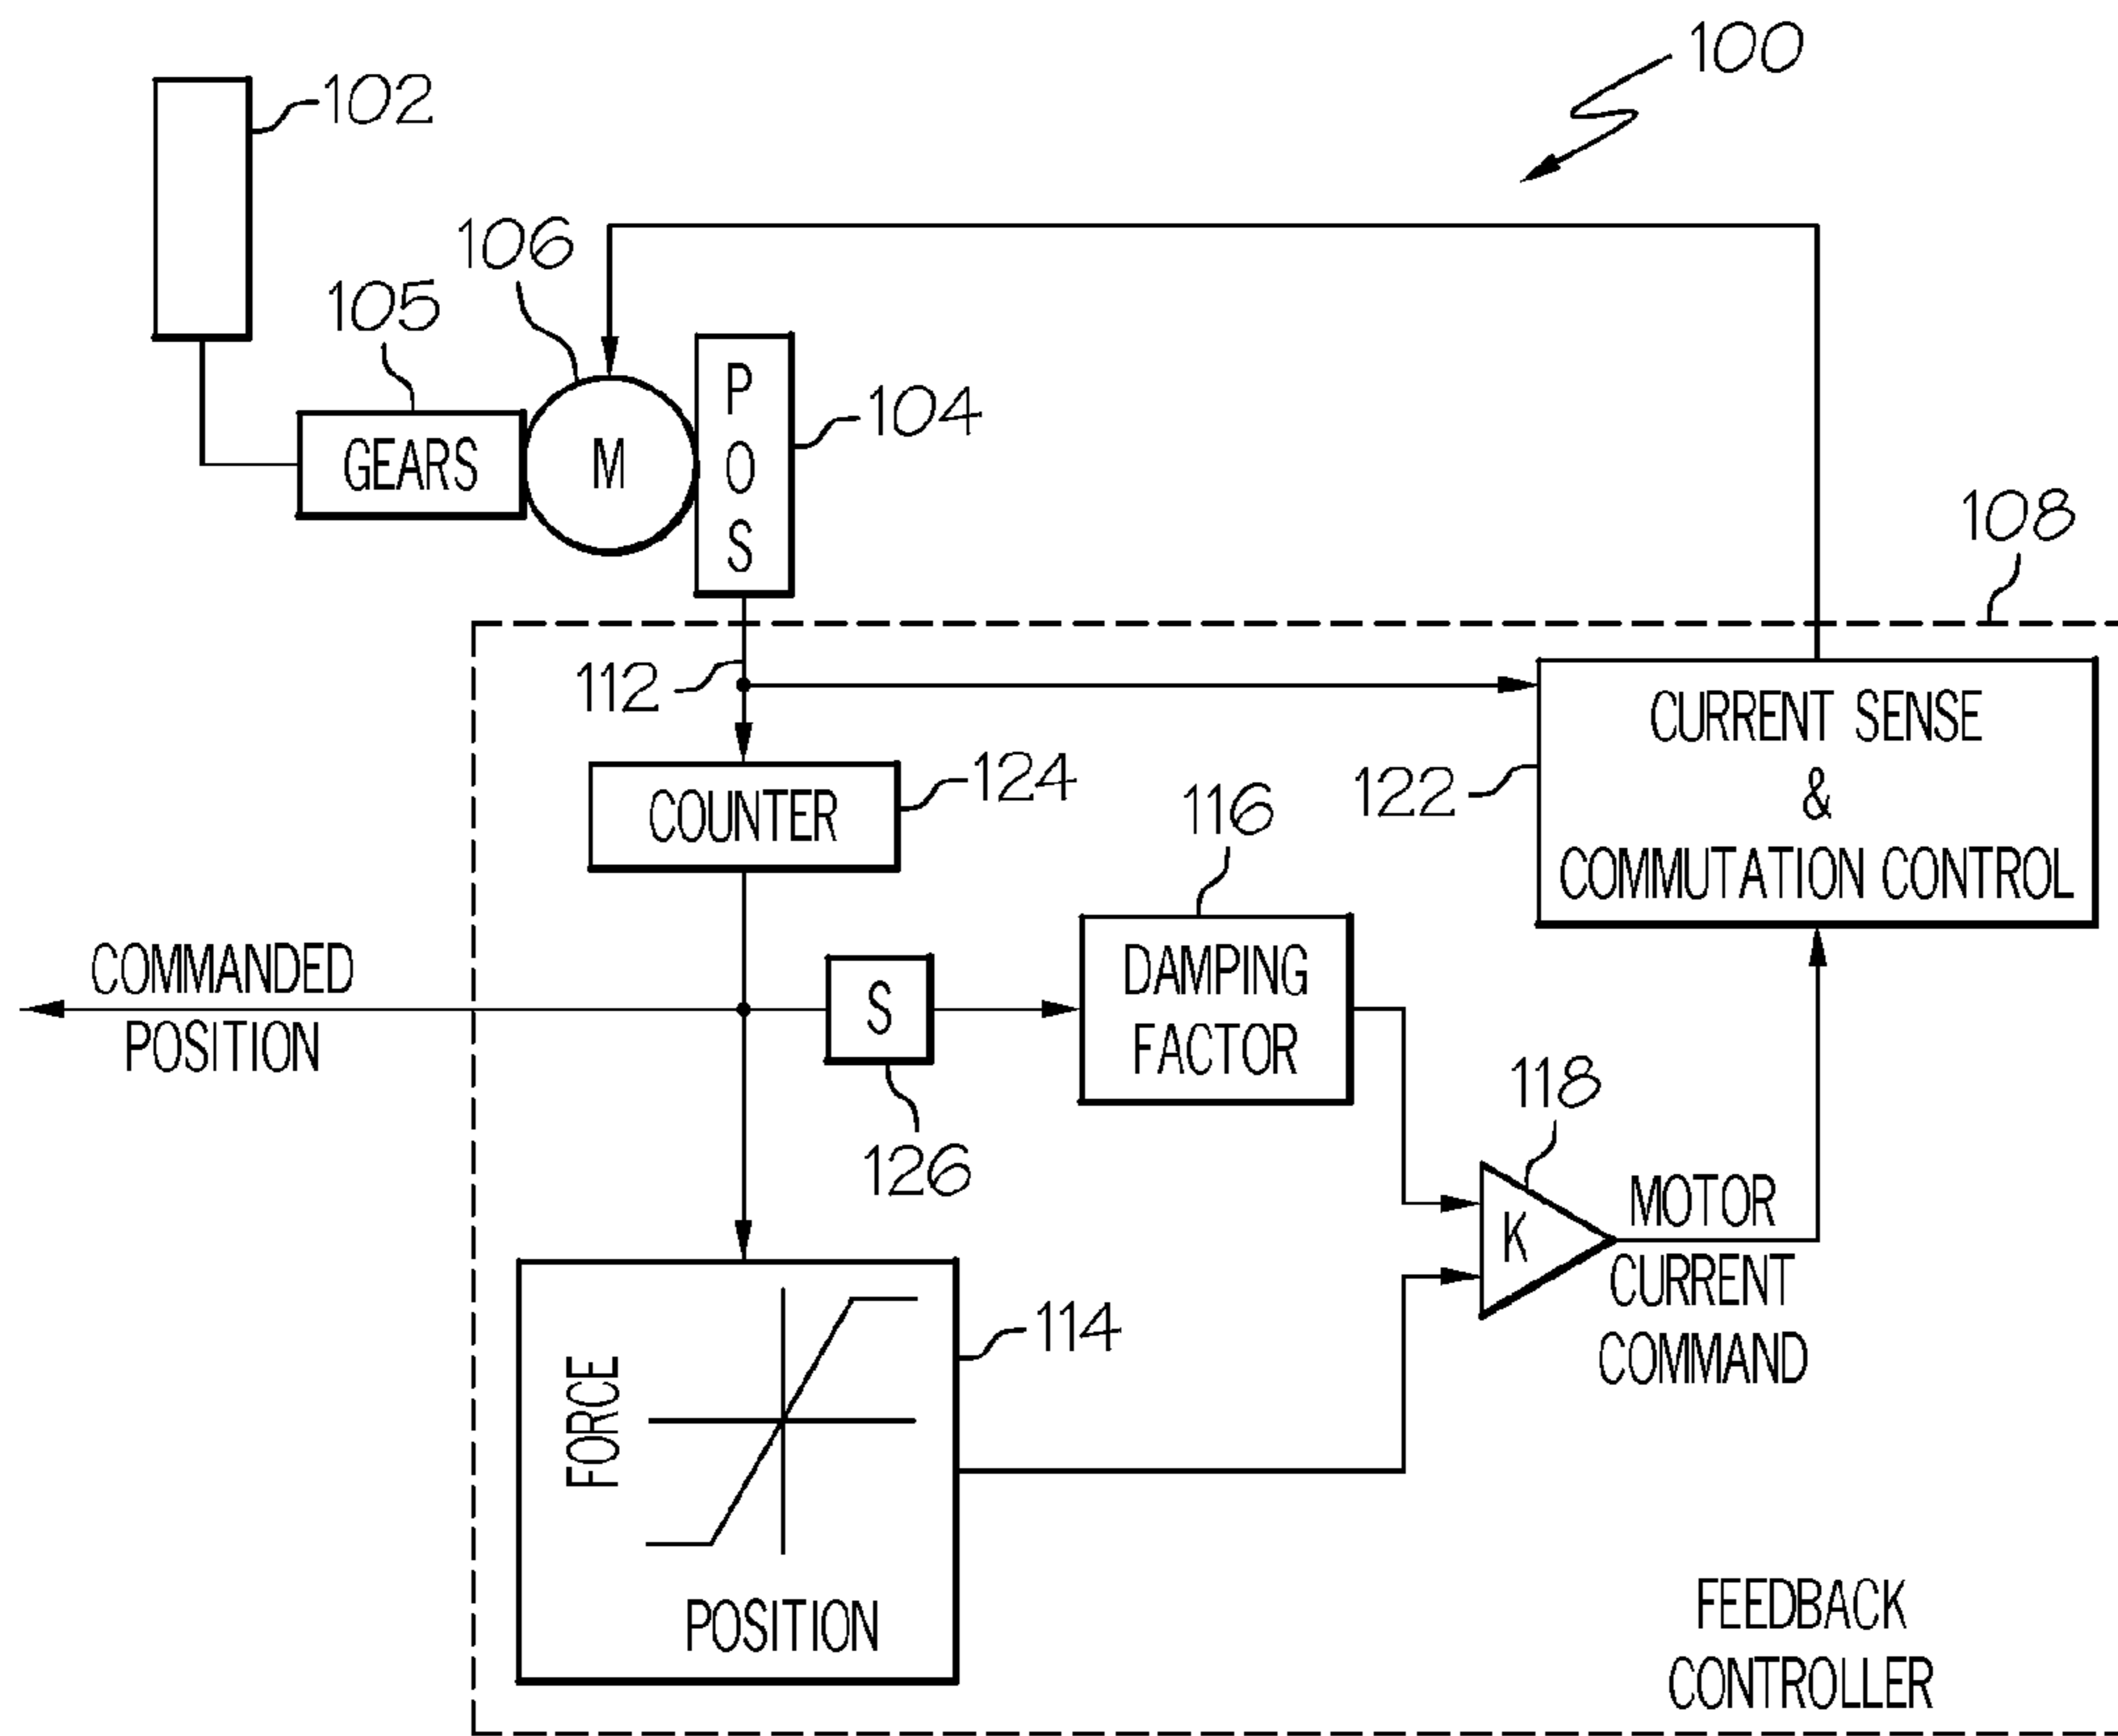 100
102
106
105
P
O
S
104
GEARS
M
108
112
CURRENT SENSE
&
COMMUTATION CONTROL
122
COUNTER
124
116
COMMANDED
POSITION
S
126
DAMPING
FACTOR
118
K
MOTOR
CURRENT
COMMAND
FORCE
POSITION
114
FEEDBACK
CONTROLLER